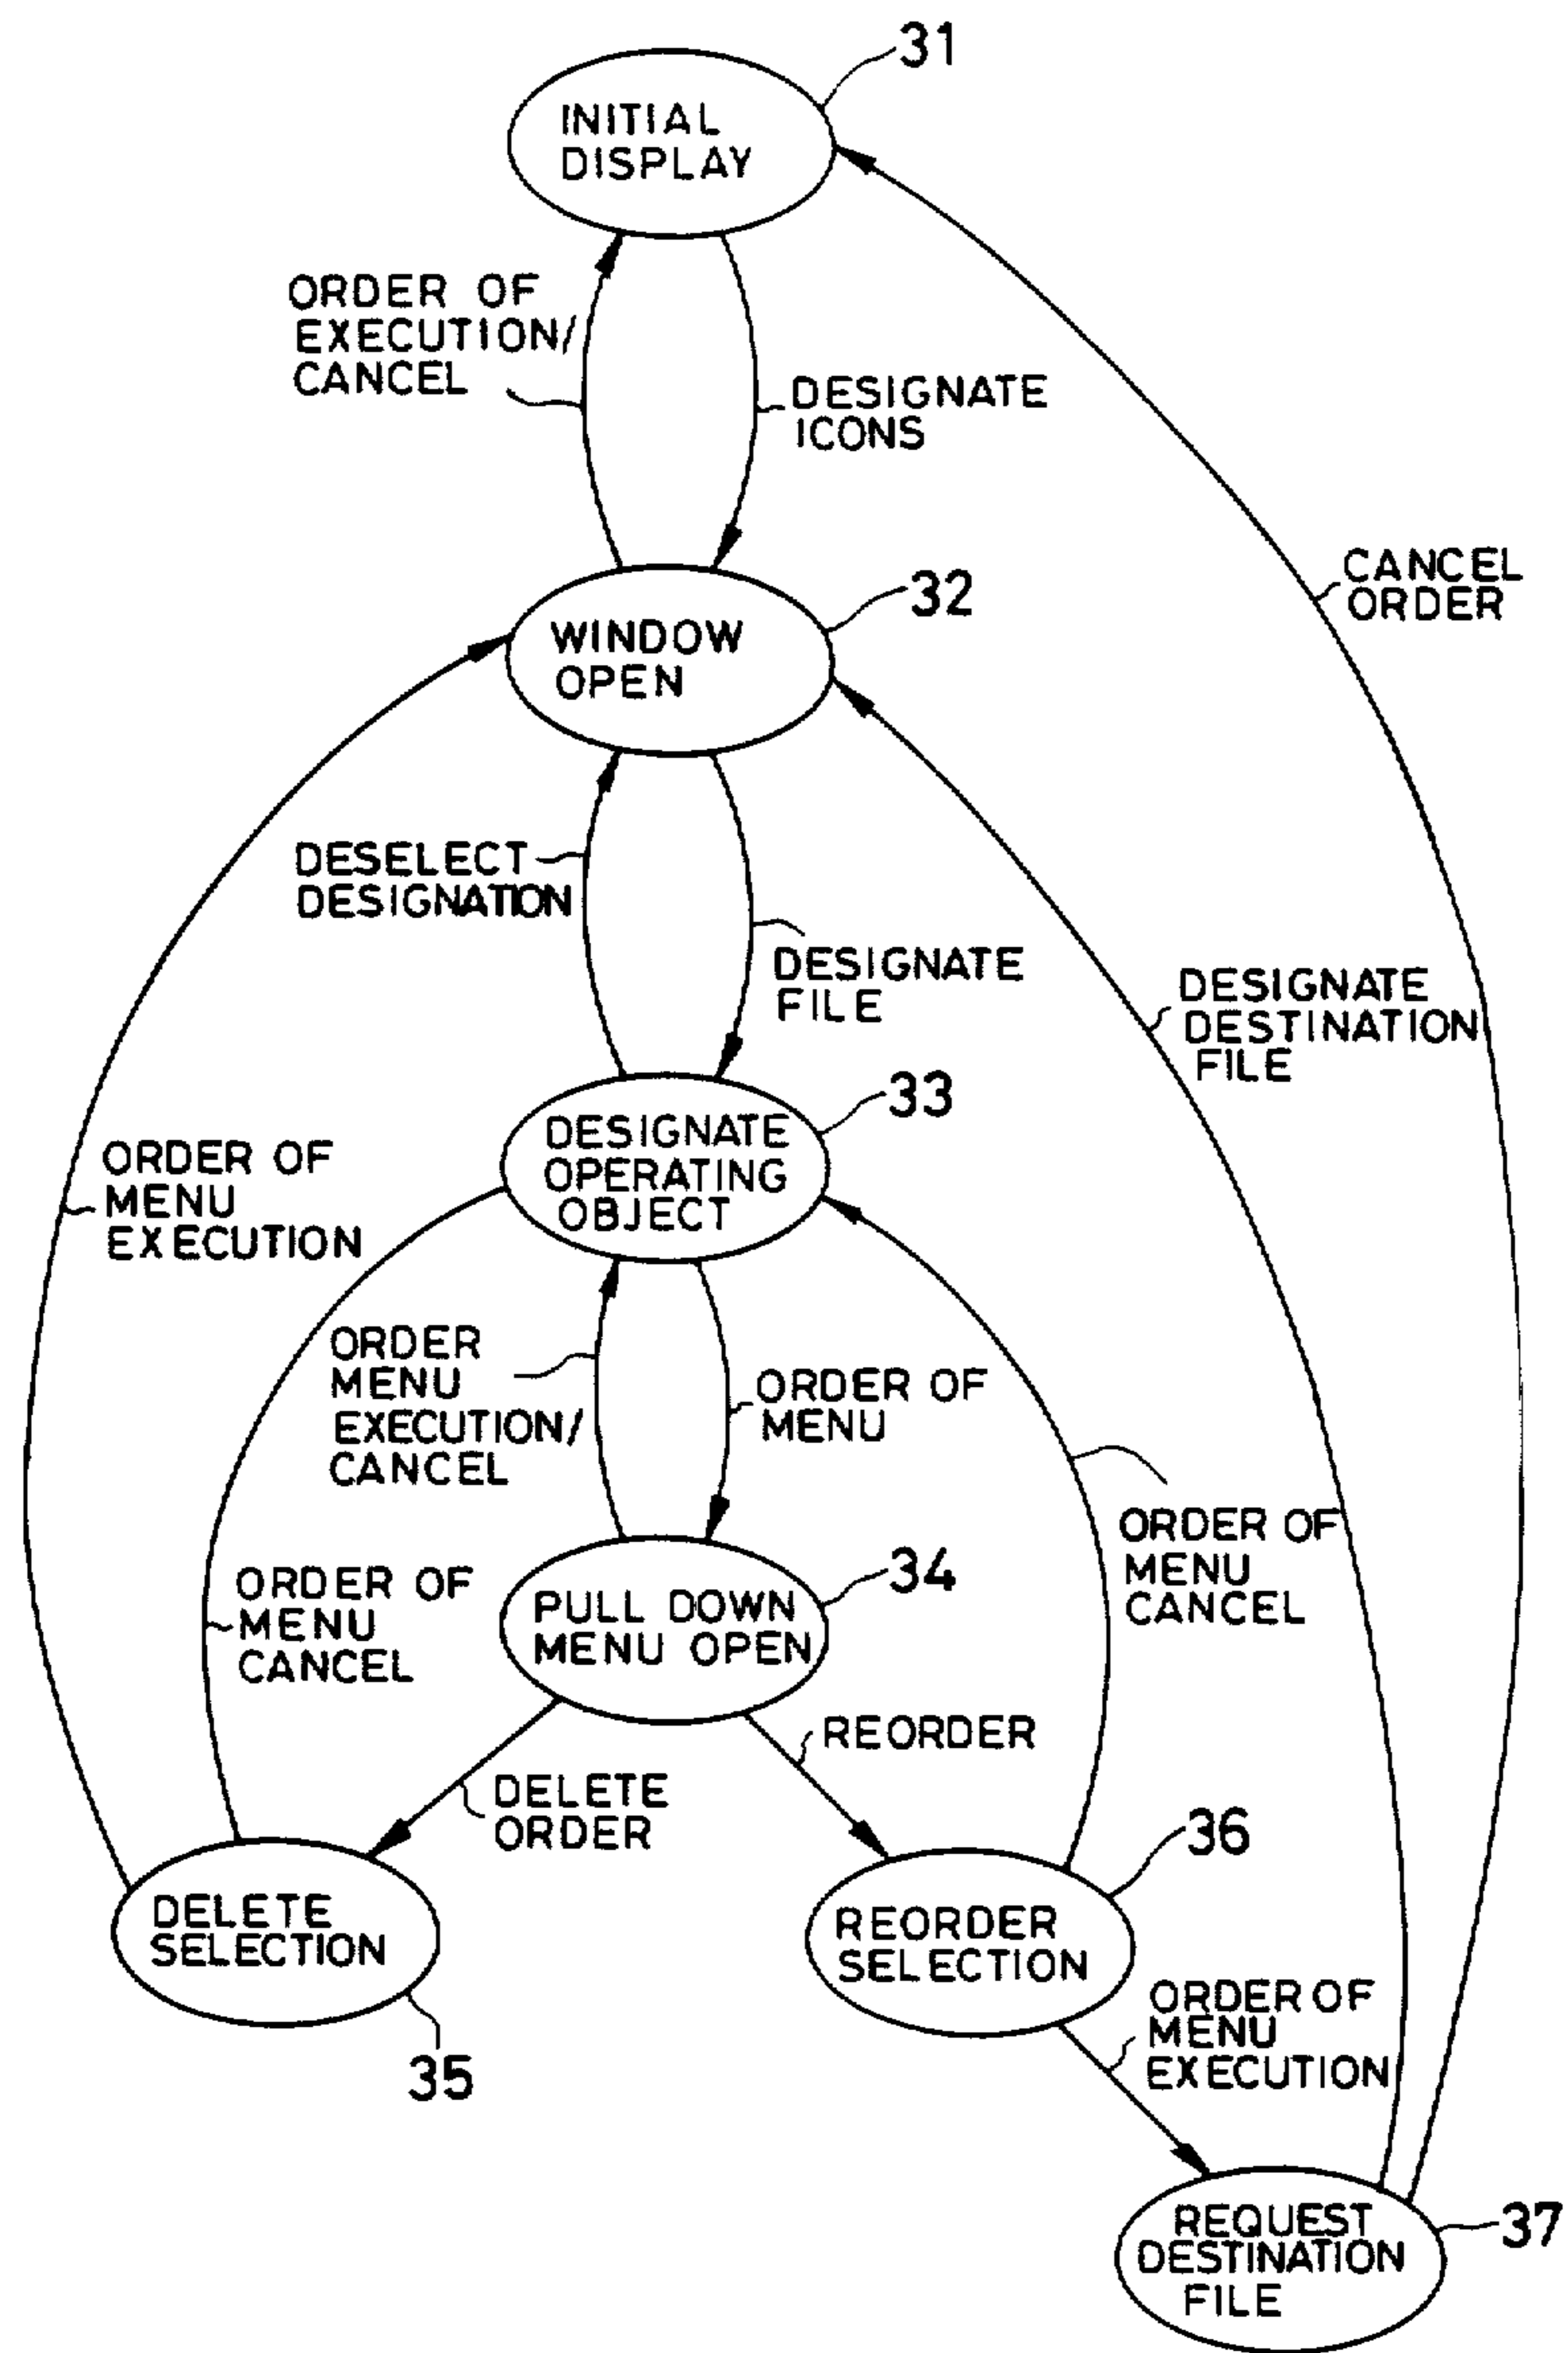 31
INITIAL
DISPLAY
ORDER OF
EXECUTION/
CANCEL
DESIGNATE
ICONS
CANCEL
ORDER
32
WINDOW
OPEN
DESELECT
DESIGNATION
DESIGNATE
FILE
DESIGNATE
DESTINATION
FILE
33
DESIGNATE
OPERATING
OBJECT
ORDER OF
MENU
EXECUTION
ORDER
MENU
EXECUTION/
CANCEL
ORDER OF
MENU
ORDER OF
MENU
CANCEL
34
PULL DOWN
MENU OPEN
ORDER OF
MENU
CANCEL
REORDER
DELETE
ORDER
36
DELETE
SELECTION
REORDER
SELECTION
35
ORDER OF
MENU
EXECUTION
37
REQUEST
DESTINATION
FILE